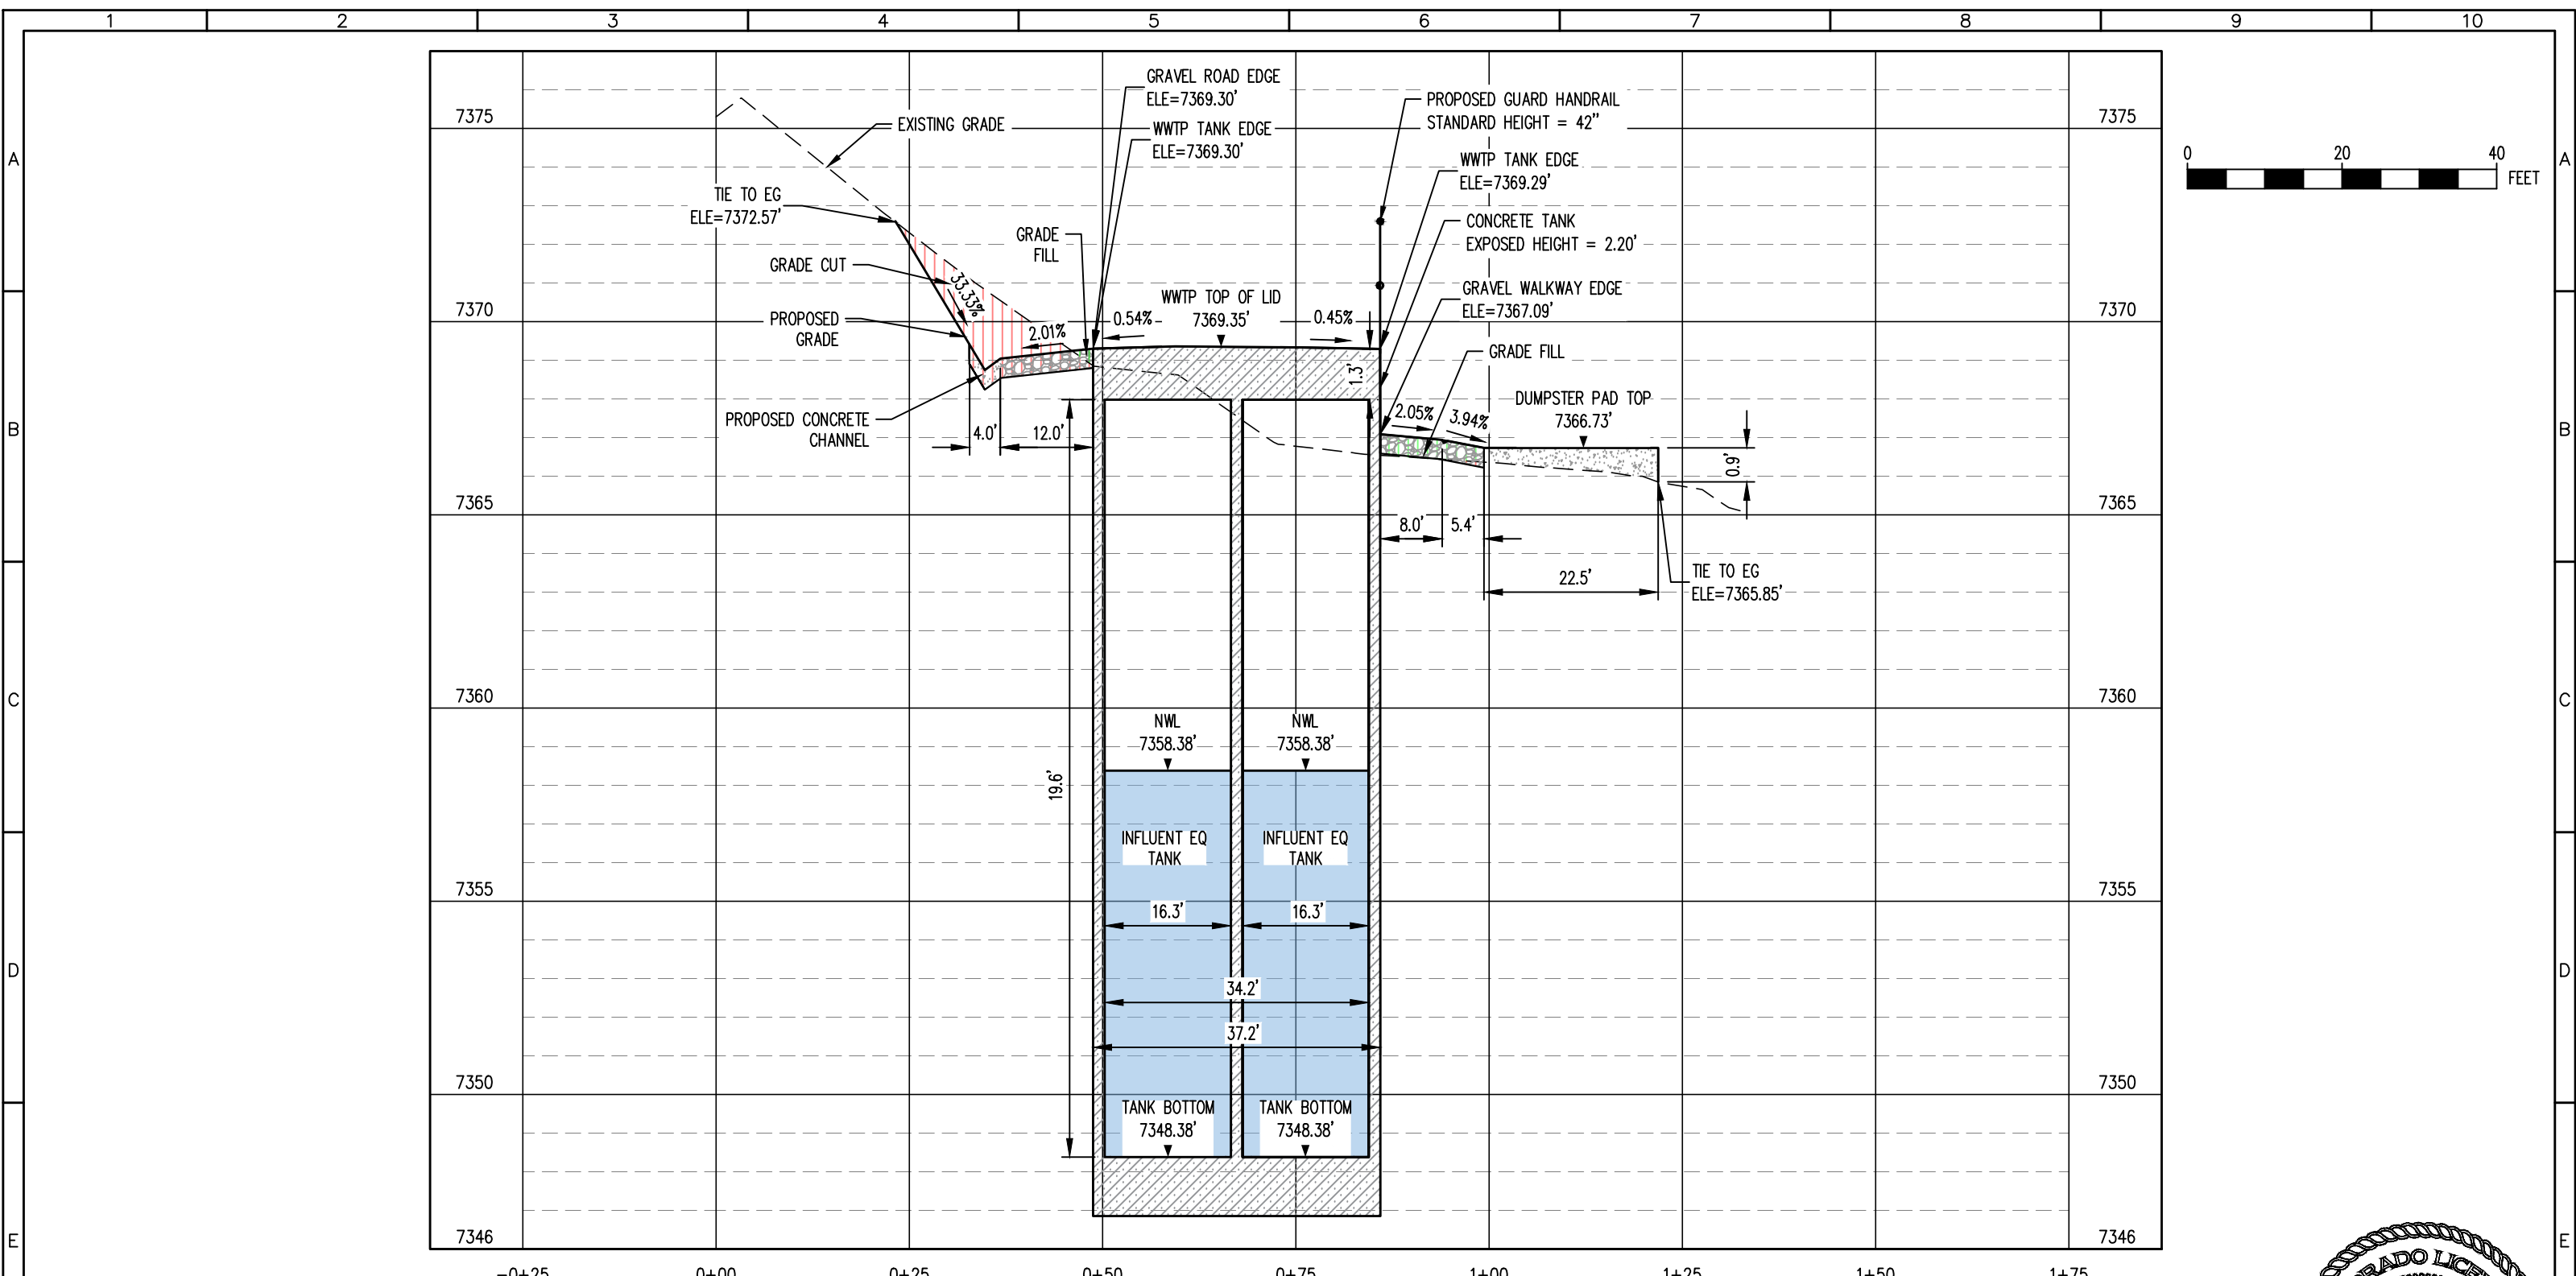 1 2 3 4 5 6 7 8 9 10
A
A
B
B
C
C
D
D
E
E
7375
7375
7370
7370
7365
7365
7360
7360
7355
7355
7350
7350
7346
7346
GRAVEL ROAD EDGE
ELE=7369.30'
WWTP TANK EDGE
ELE=7369.30'
EXISTING GRADE
TIE TO EG
ELE=7372.57'
GRADE
FILL
GRADE CUT
33.33%
PROPOSED
GRADE
2.01%
0.54%
WWTP TOP OF LID
7369.35'
0.45%
PROPOSED CONCRETE
CHANNEL
4.0'
12.0'
PROPOSED GUARD HANDRAIL
STANDARD HEIGHT = 42"
WWTP TANK EDGE
ELE=7369.29'
CONCRETE TANK
EXPOSED HEIGHT = 2.20'
GRAVEL WALKWAY EDGE
ELE=7367.09'
GRADE FILL
1.3'
2.05%
3.94%
DUMPSTER PAD TOP
7366.73'
0.9'
8.0'
5.4'
22.5'
TIE TO EG
ELE=7365.85'
0 20 40
FEET
NWL
7358.38'
NWL
7358.38'
19.6'
INFLUENT EQ
TANK
INFLUENT EQ
TANK
16.3'
16.3'
34.2'
37.2'
TANK BOTTOM
7348.38'
TANK BOTTOM
7348.38'
-0+25 0+00 0+25 0+50 0+75 1+00 1+25 1+50 1+75